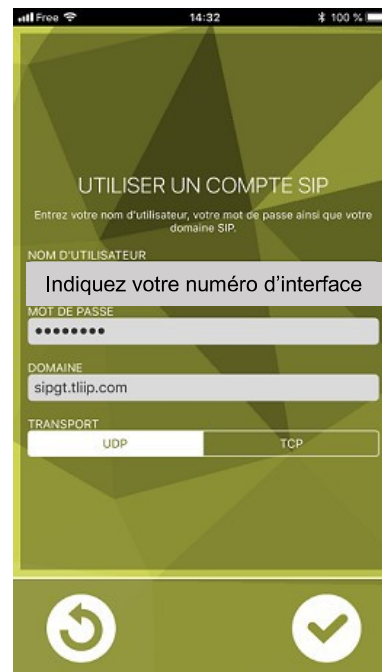 Free 14:32 100 %
UTILISER UN COMPTE SIP
Entrez votre nom d'utilisateur, votre mot de passe ainsi que votre
domaine SIP.
NOM D'UTILISATEUR
Indiquez votre numéro d'interface
MOT DE PASSE
••••••••
DOMAINE
sipgt.tliip.com
TRANSPORT
UDP TCP